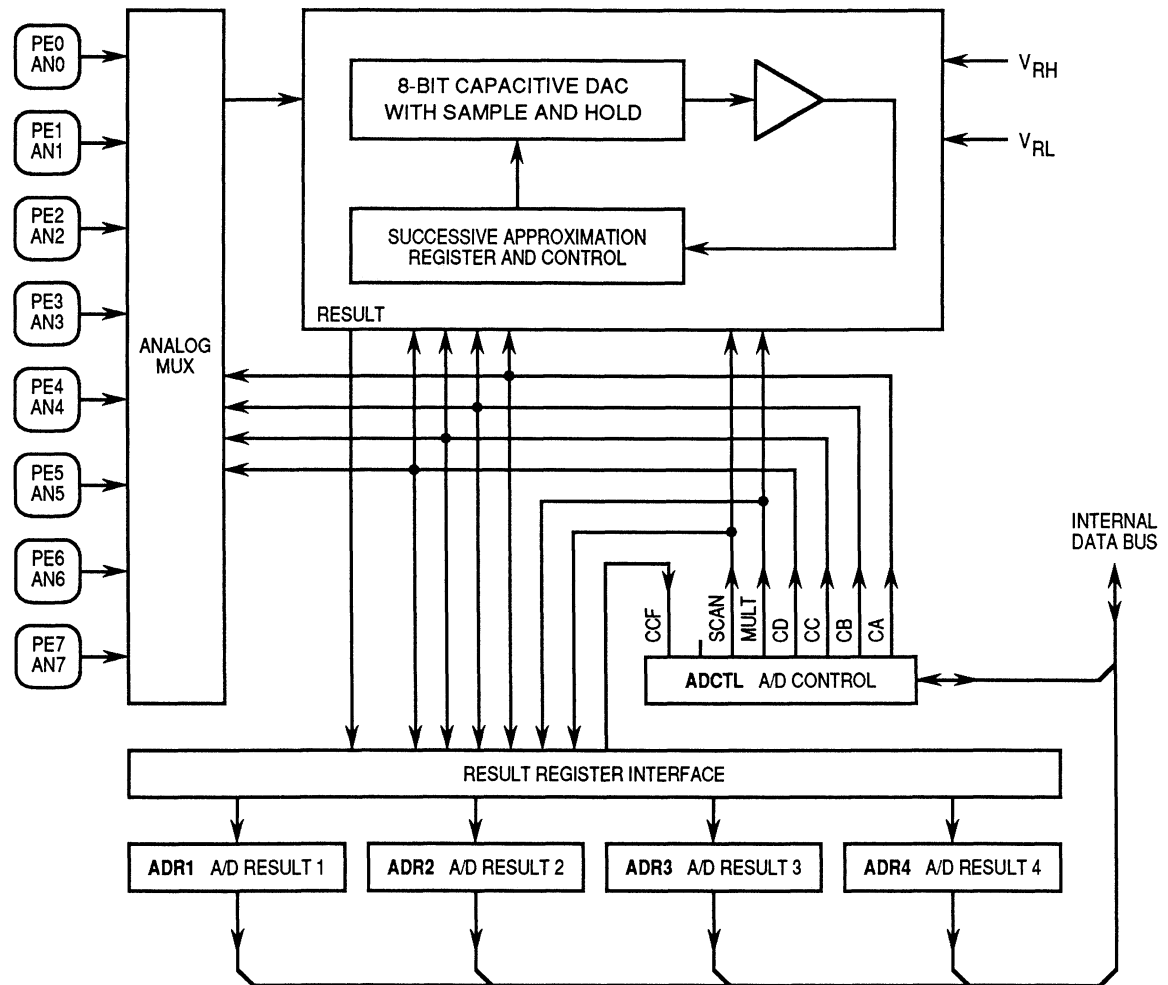 PE0
AN0
PE1
AN1
PE2
AN2
PE3
AN3
PE4
AN4
PE5
AN5
PE6
AN6
PE7
AN7
ANALOG
MUX
8-BIT CAPACITIVE DAC
WITH SAMPLE AND HOLD
SUCCESSIVE APPROXIMATION
REGISTER AND CONTROL
RESULT
VRH
VRL
INTERNAL
DATA BUS
CCF
SCAN
MULT
CD
CC
CB
CA
ADCTL A/D CONTROL
RESULT REGISTER INTERFACE
ADR1 A/D RESULT 1
ADR2 A/D RESULT 2
ADR3 A/D RESULT 3
ADR4 A/D RESULT 4